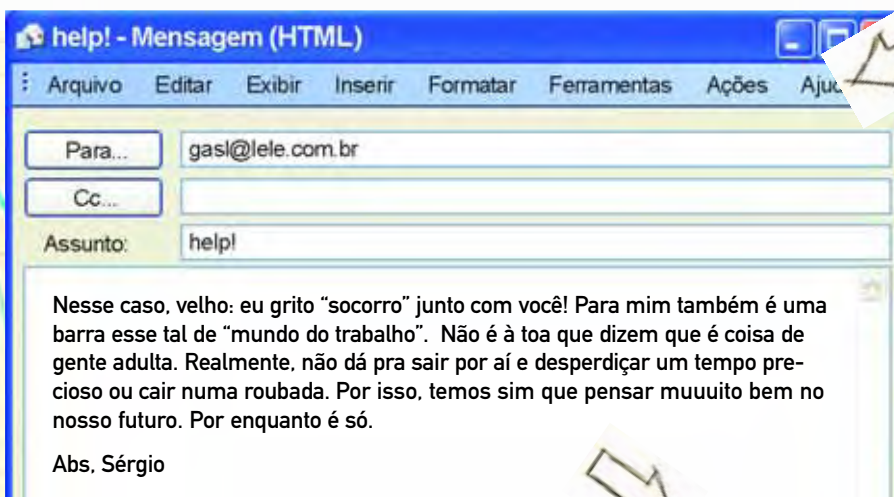 help! - Mensagem (HTML)
Arquivo Editar Exibir Inserir Formatar Ferramentas Ações
Para... gasl@lele.com.br
Cc...
Assunto: help!
Nesse caso, velho: eu grito “socorro” junto com você! Para mim também é uma
barra esse tal de “mundo do trabalho”.  Não é à toa que dizem que é coisa de
gente adulta. Realmente, não dá pra sair por aí e desperdiçar um tempo pre-
cioso ou cair numa roubada. Por isso, temos sim que pensar muuuito bem no
nosso futuro. Por enquanto é só.
Abs, Sérgio